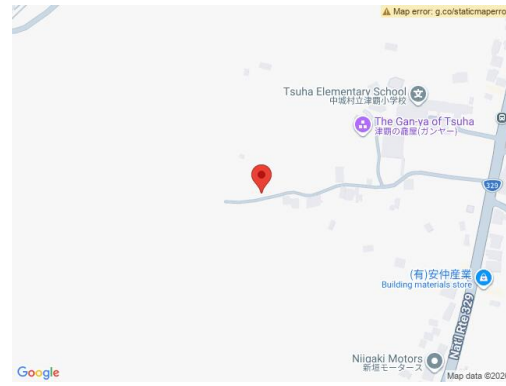 Map error: g.co/staticmaperro
Tsuha Elementary School
中城村立津覇小学校
The Gan-ya of Tsuha
津覇の龕屋(ガンヤー)
329
(有)安仲産業
Building materials store
Nat'l Rte 329
Niigaki Motors
新垣モータース
Google
Map data ©2026